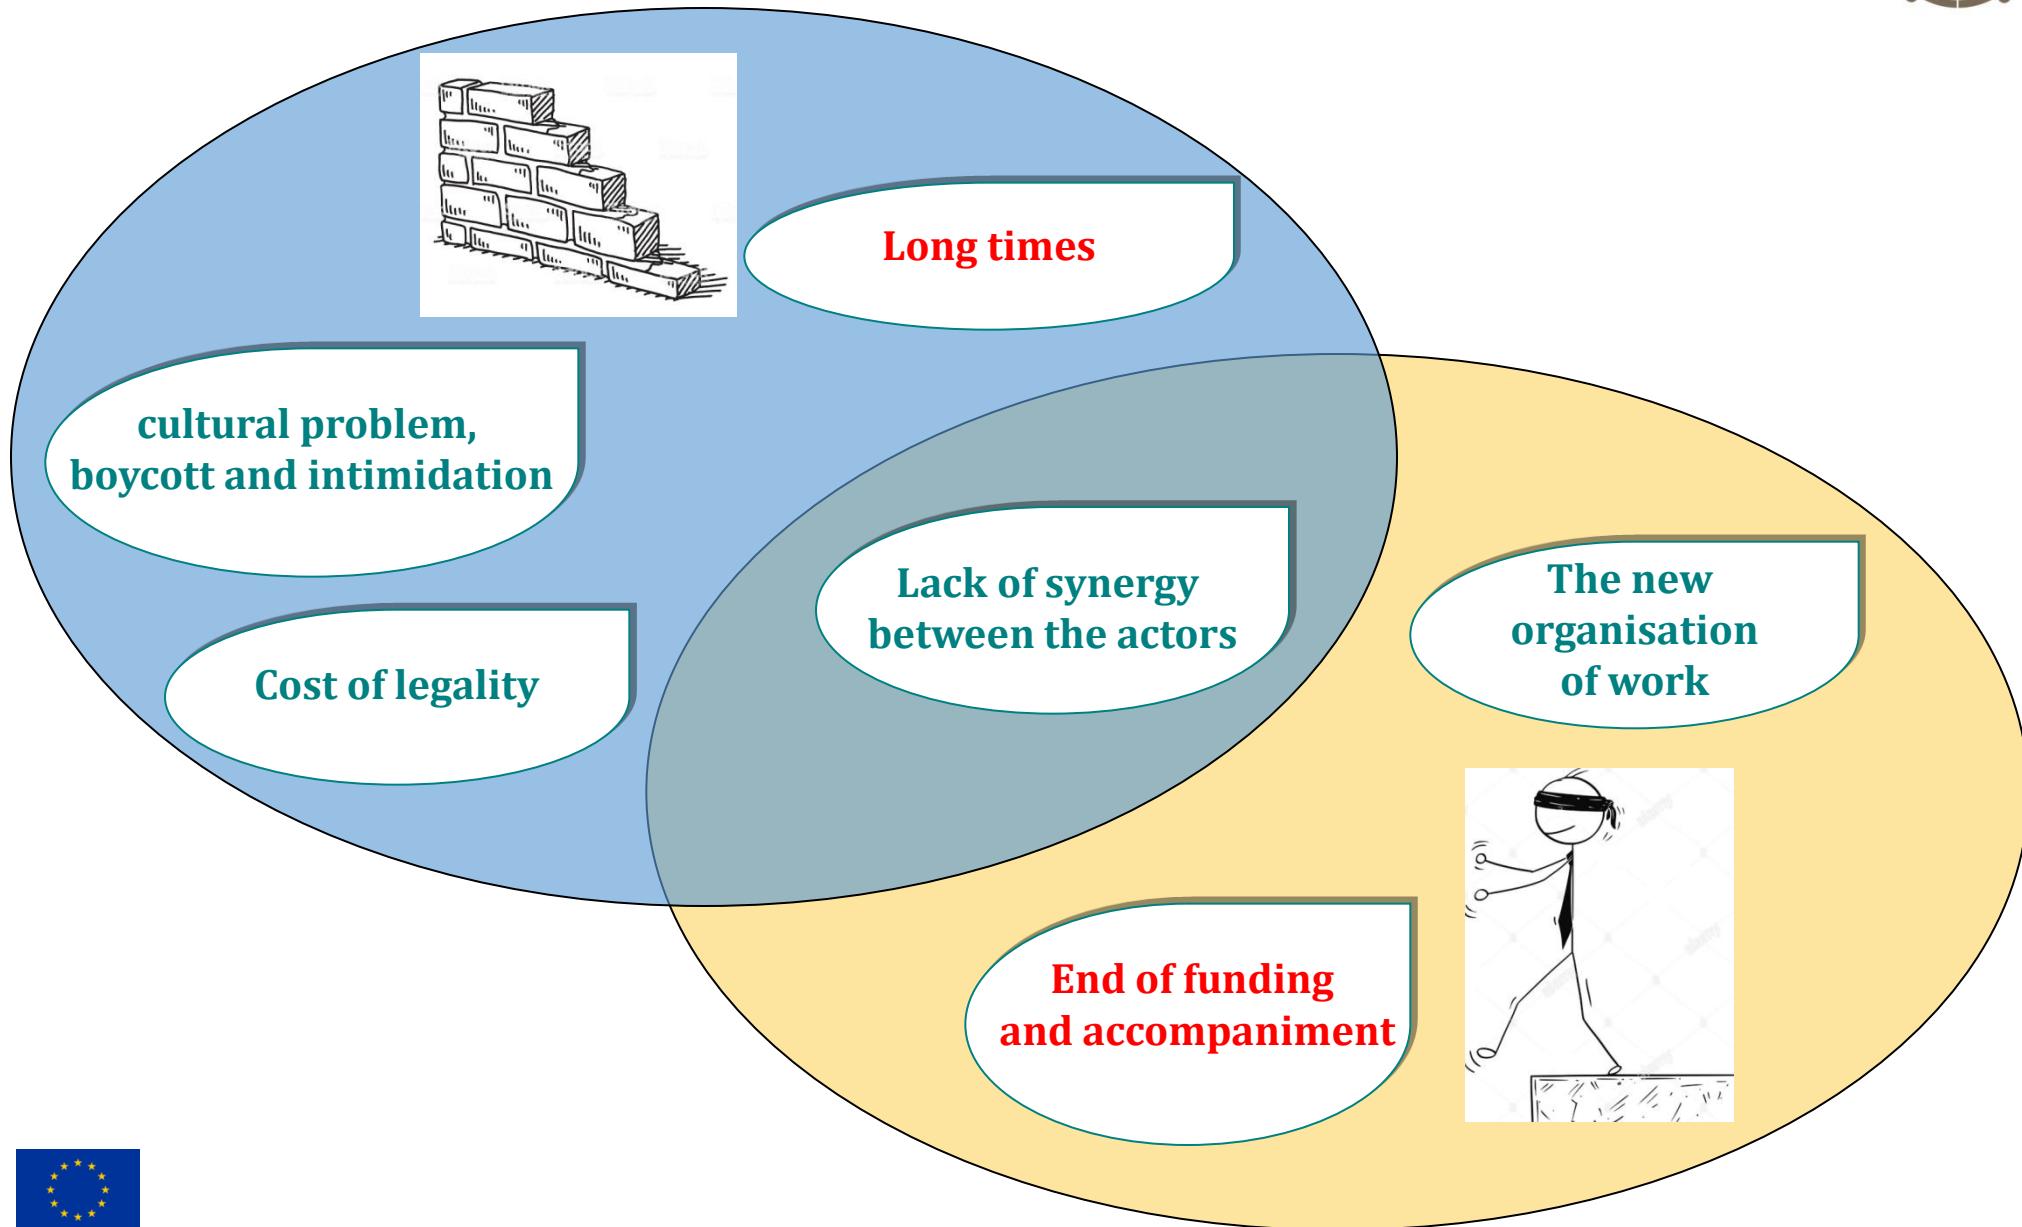 Long times
cultural problem,
boycott and intimidation
Lack of synergy
between the actors
The new
organisation
of work
Cost of legality
End of funding
and accompaniment